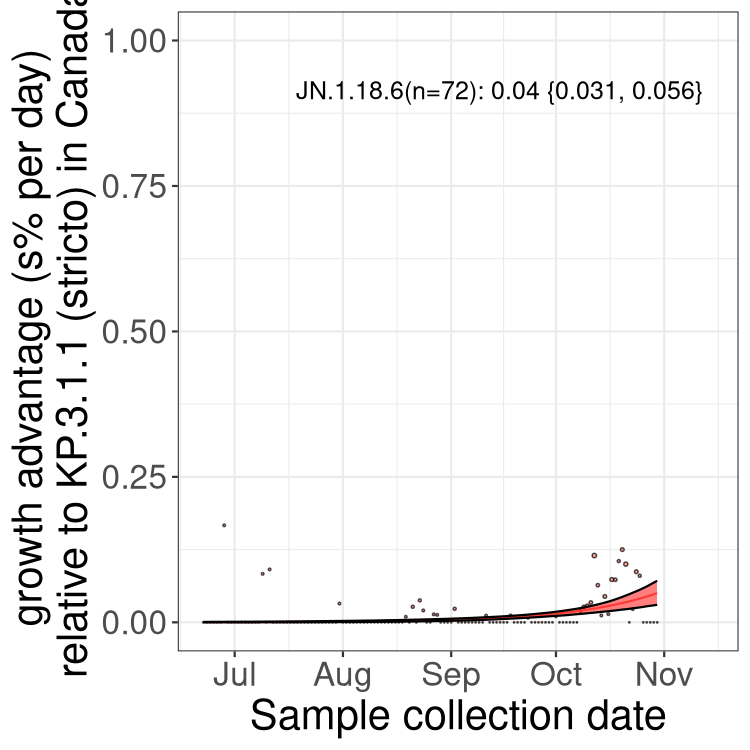 growth advantage (s% per day)
relative to KP.3.1.1 (stricto) in Canada
1.00
0.75
0.50
0.25
0.00
JN.1.18.6(n=72): 0.04 {0.031, 0.056}
Jul Aug Sep Oct Nov
Sample collection date